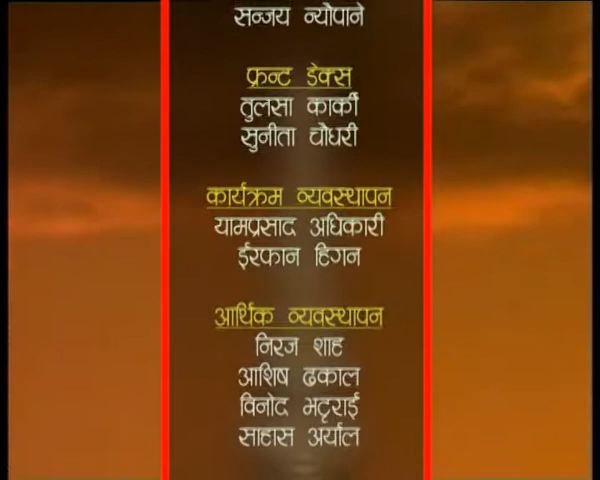 सन्जय न्यौपाने
फ्रन्ट डेक्स
तुलसा कार्की
सुनीता चौधरी
कार्यक्रम व्यवस्थापन
यामप्रसाद अधिकारी
ईरफान हिगन
आर्थिक व्यवस्थापन
निरज शाह
आशिष ढकाल
विनोद भट्टराई
साहास अर्याल